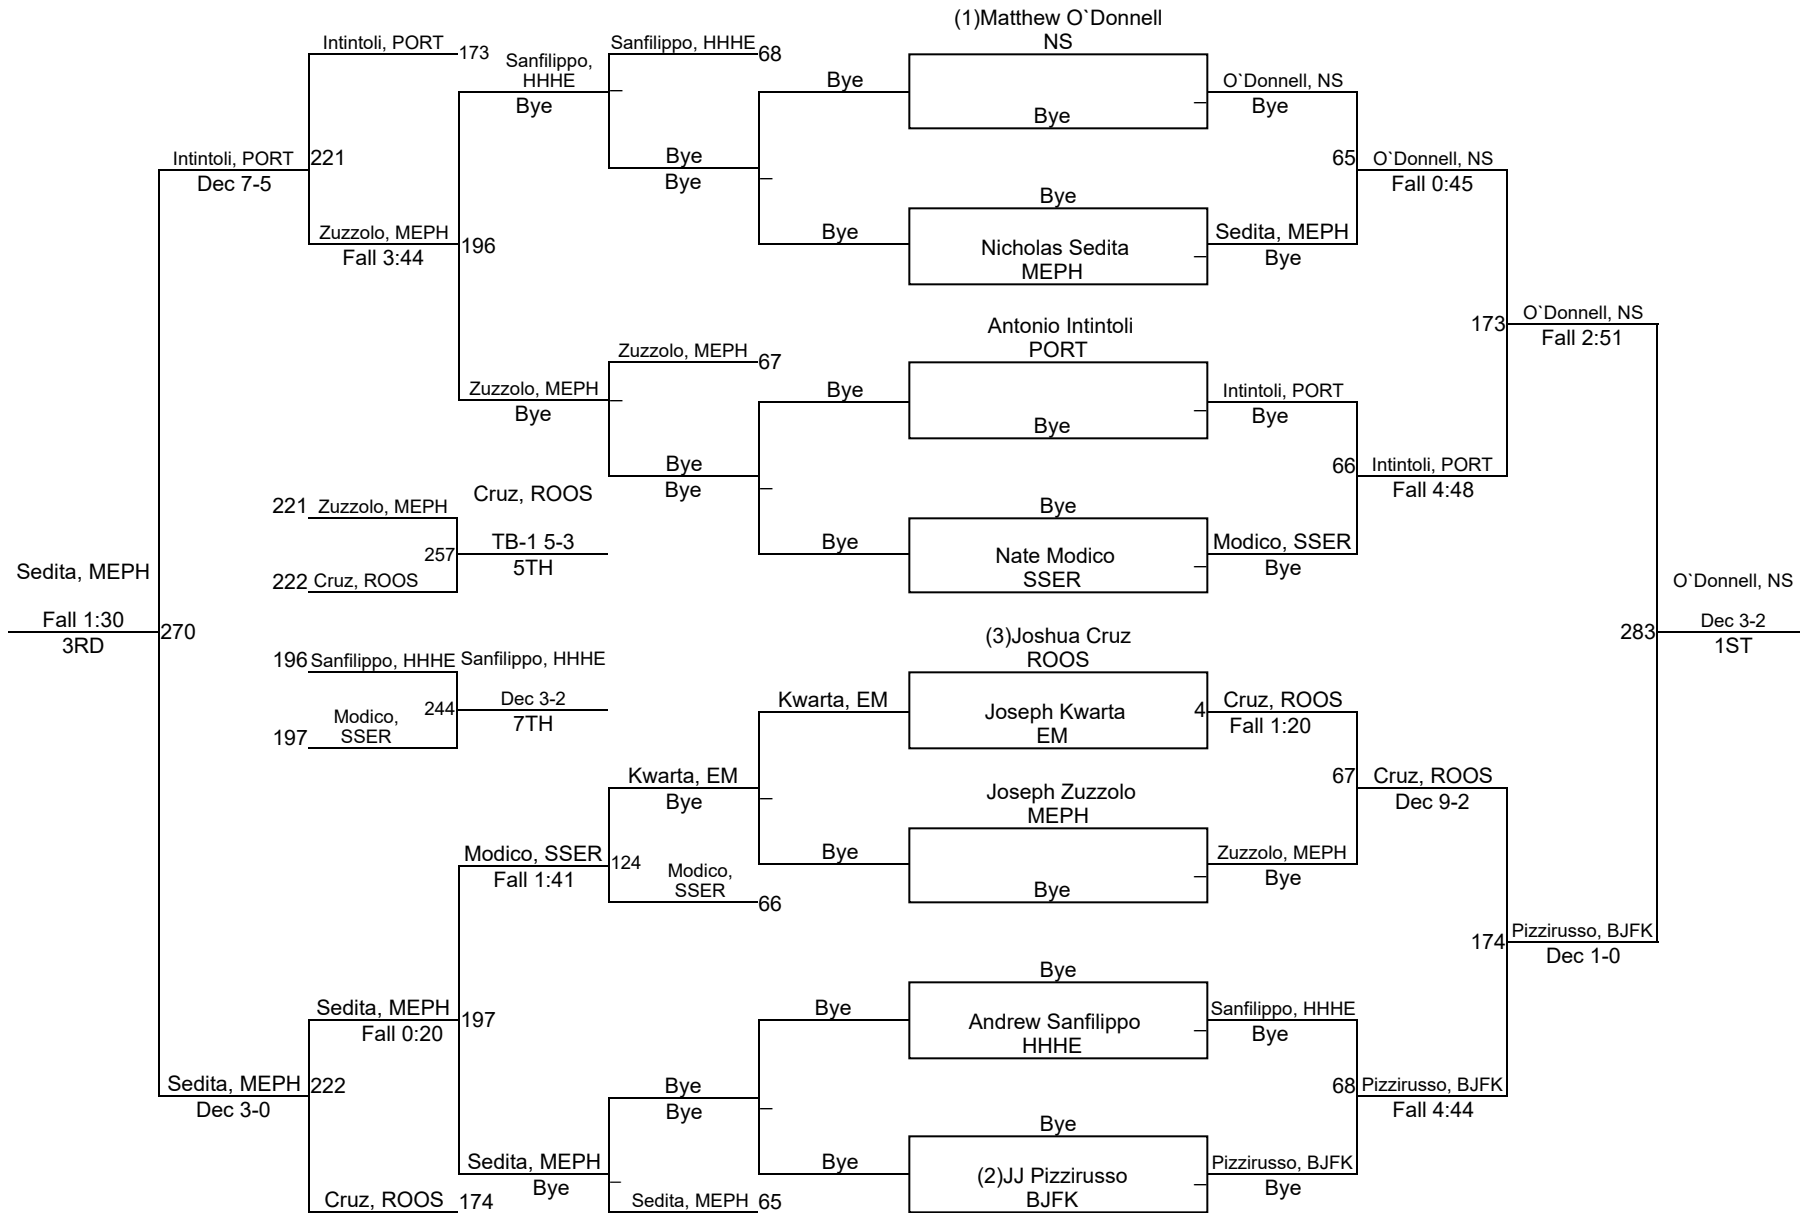 (1)Matthew O`Donnell
NS
Bye
Bye
Nicholas Sedita
MEPH
Antonio Intintoli
PORT
Bye
Bye
Nate Modico
SSER
(3)Joshua Cruz
ROOS
Joseph Kwarta
EM
Joseph Zuzzolo
MEPH
Bye
Bye
Andrew Sanfilippo
HHHE
Bye
(2)JJ Pizzirusso
BJFK
O`Donnell, NS
Bye
Sedita, MEPH
Bye
Intintoli, PORT
Bye
Modico, SSER
Bye
4
Cruz, ROOS
Fall 1:20
Zuzzolo, MEPH
Bye
Sanfilippo, HHHE
Bye
Pizzirusso, BJFK
Bye
65
O`Donnell, NS
Fall 0:45
66
Intintoli, PORT
Fall 4:48
67
Cruz, ROOS
Dec 9-2
68
Pizzirusso, BJFK
Fall 4:44
173
O`Donnell, NS
Fall 2:51
174
Pizzirusso, BJFK
Dec 1-0
283
O`Donnell, NS
Dec 3-2
1ST
Bye
Bye
Bye
Bye
Kwarta, EM
Bye
Bye
Bye
Sanfilippo, HHHE
68
Bye
Bye
Zuzzolo, MEPH
67
Bye
Bye
Kwarta, EM
Bye
Modico,
SSER
66
Bye
Bye
Sedita, MEPH
65
Sanfilippo,
HHHE
Bye
Zuzzolo, MEPH
Bye
Modico, SSER
124
Fall 1:41
Sedita, MEPH
Bye
Intintoli, PORT
173
Zuzzolo, MEPH
196
Fall 3:44
Sedita, MEPH
197
Fall 0:20
Cruz, ROOS
174
Intintoli, PORT
221
Dec 7-5
Sedita, MEPH
222
Dec 3-0
Sedita, MEPH
Fall 1:30
270
3RD
221
Zuzzolo, MEPH
222
Cruz, ROOS
257
Cruz, ROOS
TB-1 5-3
5TH
196
Sanfilippo, HHHE
197
Modico,
SSER
244
Sanfilippo, HHHE
Dec 3-2
7TH